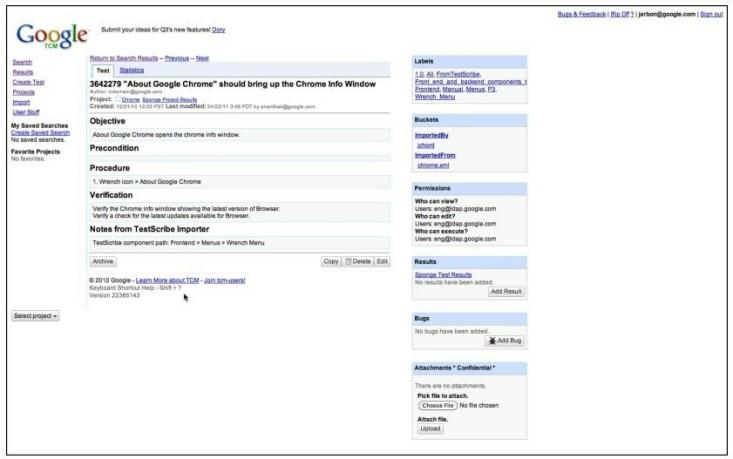 Bugs & Feedback | flip Off ? | jarbon@google.com | Sign out
Google
TCM
Submit your ideas for Q3's new features! Dory
Search
Results
Create Test
Projects
Import
User Stuff
My Saved Searches
Create Saved Search
No saved searches.
Favorite Projects
No favorites.
Select project
Return to Search Results – Previous – Next
Test Statistics
3642279 "About Google Chrome" should bring up the Chrome Info Window
Author:
Project: Chrome Sponge Project Results
Created: 12/21/10 12:50 PST Last modified: 04/22/11 3:46 PDT by ananthak@google.com
Objective
About Google Chrome opens the chrome info window.
Precondition
Procedure
1. Wrench icon > About Google Chrome
Verification
Verify the Chrome info window showing the latest version of Browser.
Verify a check for the latest updates available for Browser.
Notes from TestScribe Importer
TestScribe component path: Frontend > Menus > Wrench Menu
Archive Copy Delete Edit
© 2010 Google - Learn More about TCM - Join tcm-users!
Keyboard Shortcut Help - Shift + ?
Version 22385143
Labels
1.0, All, FromTestScribe,
Front_end_and_backend_components_t
Frontend, Manual, Menus, P3,
Wrench_Menu
Buckets
ImportedBy
ichord
ImportedFrom
chrome.xml
Permissions
Who can view?
Users: eng@ldap.google.com
Who can edit?
Users: eng@ldap.google.com
Who can execute?
Users: eng@ldap.google.com
Results
Sponge Test Results
No results have been added.
Add Result
Bugs
No bugs have been added.
Add Bug
Attachments * Confidential *
There are no attachments.
Pick file to attach.
Choose File No file chosen
Attach file.
Upload